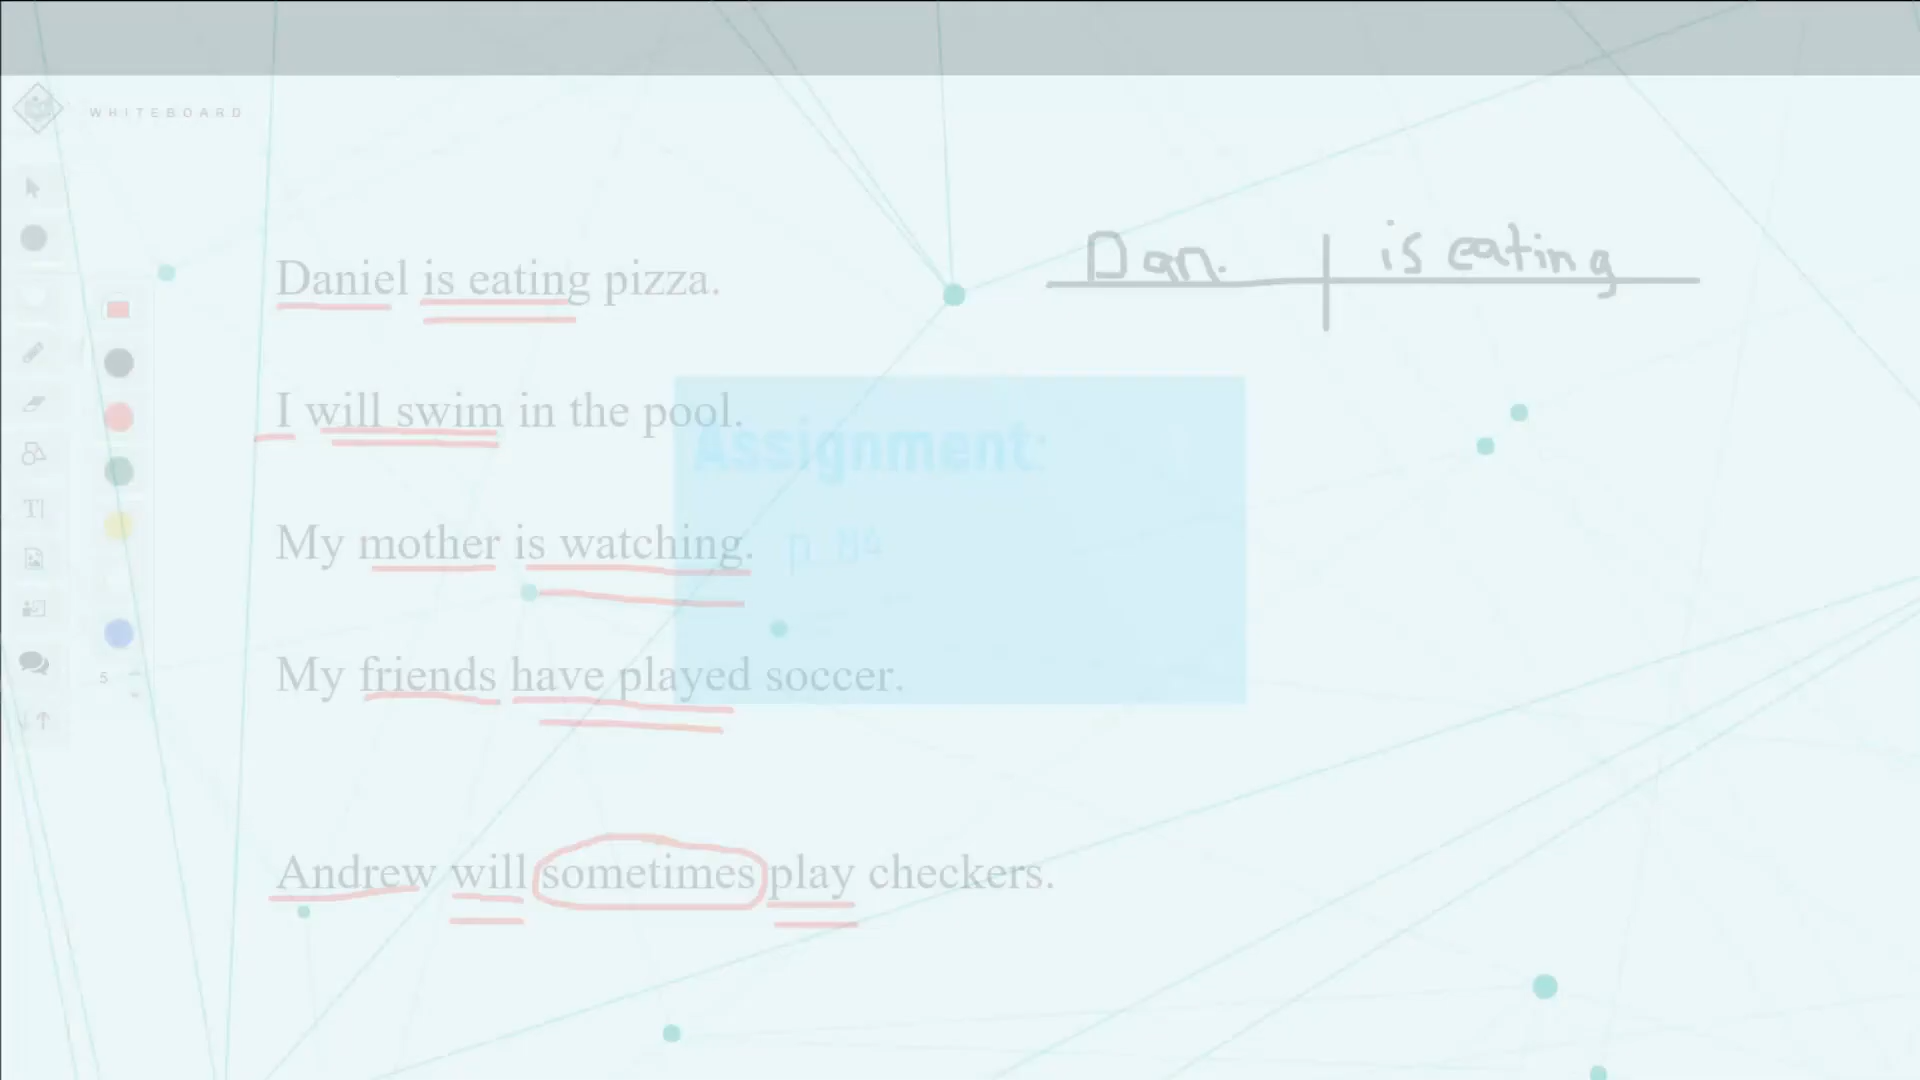 WHITEBOARD
Dan. is eating
Daniel is eating pizza.
I will swim in the pool.
Assignment:
My mother is watching.
p 84
My friends have played soccer.
5
Andrew will sometimes play checkers.